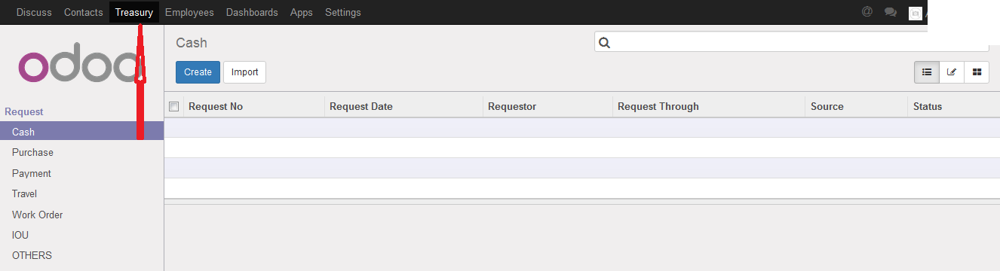 Discuss Contacts Treasury Employees Dashboards Apps Settings @
odoo
Cash
Create Import
Request
Request No Request Date Requestor Request Through Source Status
Cash
Purchase
Payment
Travel
Work Order
IOU
OTHERS